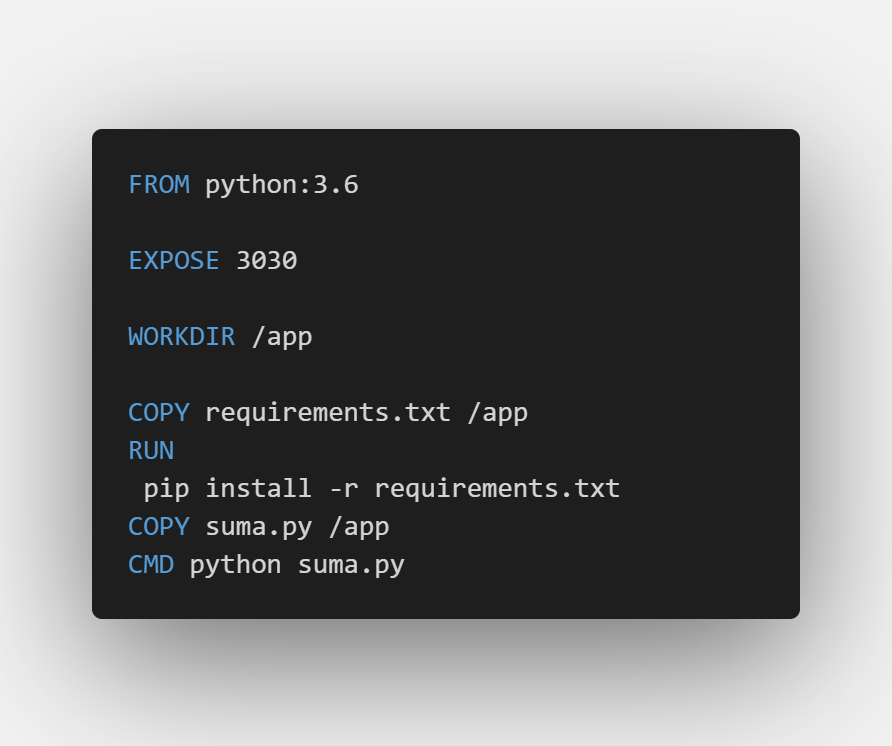 FROM python:3.6
EXPOSE 3030
WORKDIR /app
COPY requirements.txt /app
RUN
pip install -r requirements.txt
COPY suma.py /app
CMD python suma.py